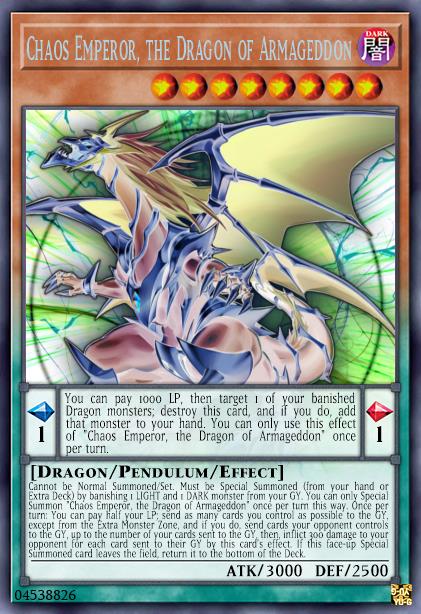 Chaos Emperor, the Dragon of Armageddon
DARK
闇
You can pay 1000 LP, then target 1 of your banished
Dragon monsters; destroy this card, and if you do, add
that monster to your hand. You can only use this effect
of "Chaos Emperor, the Dragon of Armageddon" once
per turn.
1
1
[Dragon/Pendulum/Effect]
Cannot be Normal Summoned/Set. Must be Special Summoned (from your hand or
Extra Deck) by banishing 1 LIGHT and 1 DARK monster from your GY. You can only Special
Summon "Chaos Emperor, the Dragon of Armageddon" once per turn this way. Once per
turn: You can pay half your LP; send as many cards you control as possible to the GY,
except from the Extra Monster Zone, and if you do, send cards your opponent controls
to the GY, up to the number of your cards sent to the GY, then, inflict 300 damage to your
opponent for each card sent to their GY by this card's effect. If this face-up Special
Summoned card leaves the field, return it to the bottom of the Deck.
ATK/3000 DEF/2500
04538826